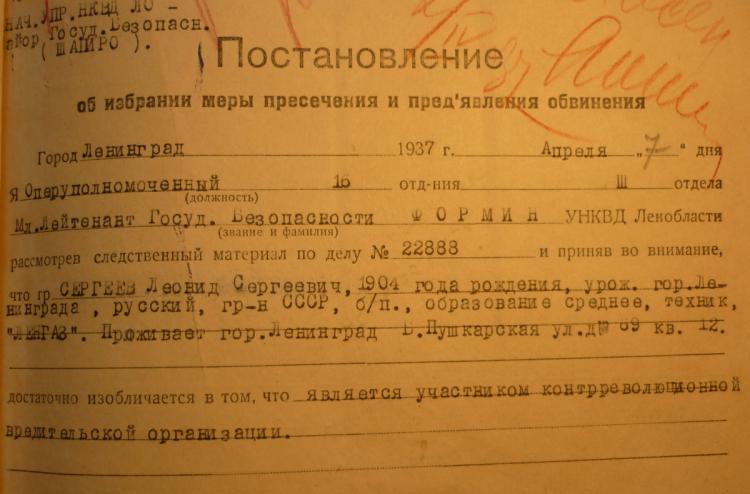 НАЧ.УПР.НКВД ЛО -
айор Госуд.Безопасн.
( ШАПИРО ).
Постановление
об избрании меры пресечения и пред'явления обвинения
Город Ленинград 1937 г. Апреля „7“ дня
Я Оперуполномоченный 16 отд-ния III отдела
(должность)
Мл.Лейтенант Госуд. Безопасности ФОРМИН УНКВД Ленобласти
(звание и фамилия)
рассмотрев следственный материал по делу № 22888 и приняв во внимание,
что гр СЕРГЕЕВ Леонид Сергеевич, 1904 года рождения, урож. гор.Ле-
нинграда , русский, гр-н СССР, б/п., образование среднее, техник,
"ЛЕНГАЗ". Проживает гор.Ленинград Б.Пушкарская ул.д№ 69 кв. 12.
достаточно изобличается в том, что является участником контрреволюционной
вредительской организации.